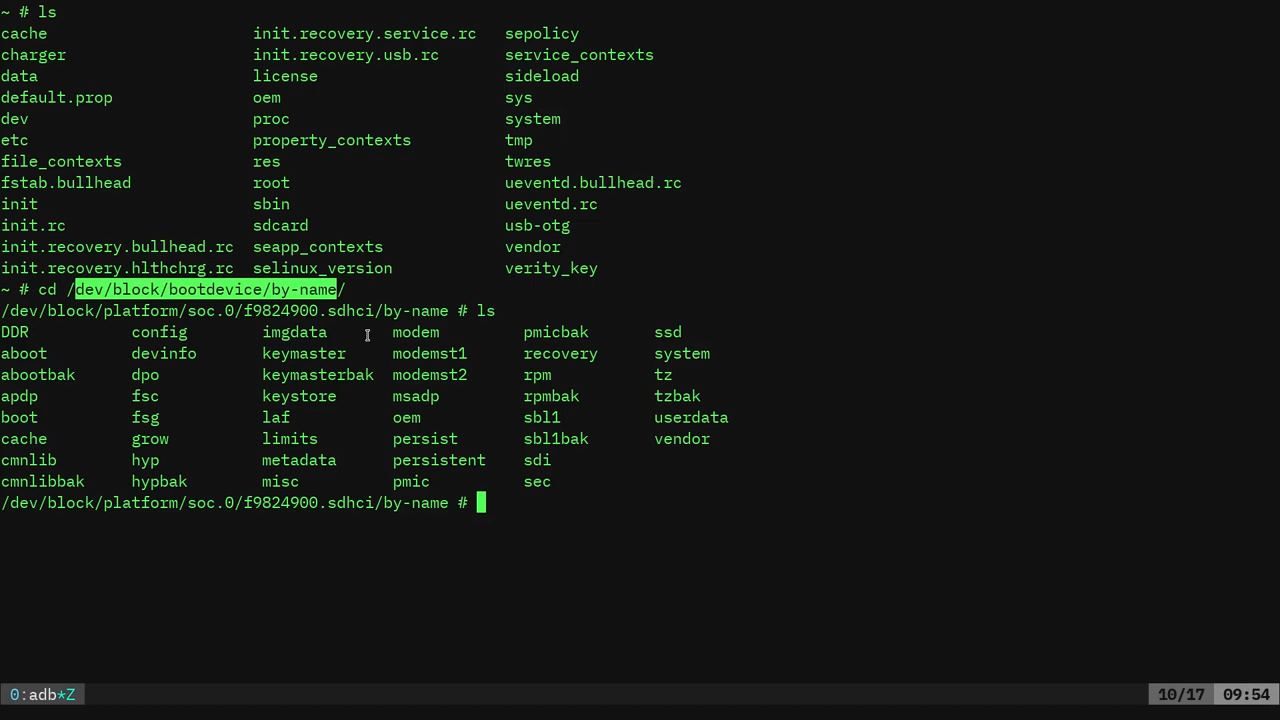 ~ # ls
cache                      init.recovery.service.rc   sepolicy
charger                    init.recovery.usb.rc       service_contexts
data                       license                    sideload
default.prop               oem                        sys
dev                        proc                       system
etc                        property_contexts          tmp
file_contexts              res                        twres
fstab.bullhead             root                       ueventd.bullhead.rc
init                       sbin                       ueventd.rc
init.rc                    sdcard                     usb-otg
init.recovery.bullhead.rc  seapp_contexts             vendor
init.recovery.hlthchrg.rc  selinux_version            verity_key
~ # cd /dev/block/bootdevice/by-name/
/dev/block/platform/soc.0/f9824900.sdhci/by-name # ls
DDR           config        imgdata       modem         pmicbak       ssd
aboot         devinfo       keymaster     modemst1      recovery      system
abootbak      dpo           keymasterbak  modemst2      rpm           tz
apdp          fsc           keystore      msadp         rpmbak        tzbak
boot          fsg           laf           oem           sbl1          userdata
cache         grow          limits        persist       sbl1bak       vendor
cmnlib        hyp           metadata      persistent    sdi
cmnlibbak     hypbak        misc          pmic          sec
/dev/block/platform/soc.0/f9824900.sdhci/by-name #
0:adb*Z 10/17 09:54